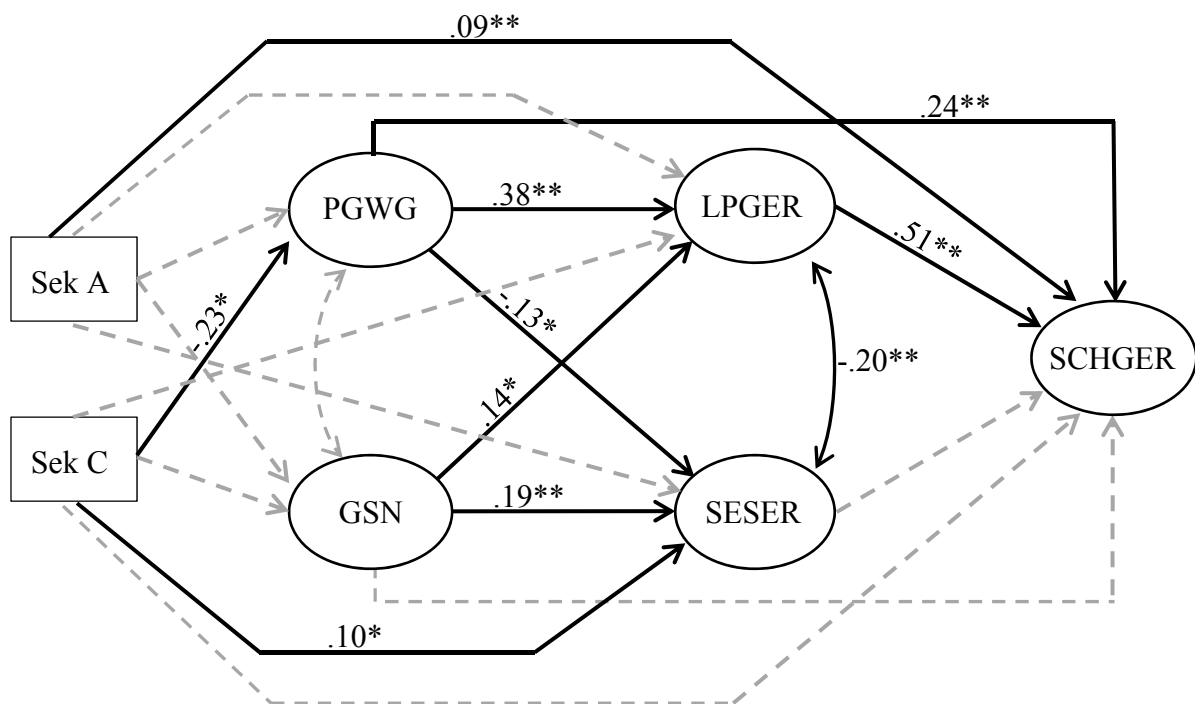 .09**
.24**
PGWG
.38**
LPGER
.51**
Sek A
-.23*
-.13*
-.20**
SCHGER
.14*
Sek C
GSN
.19**
SESER
.10*